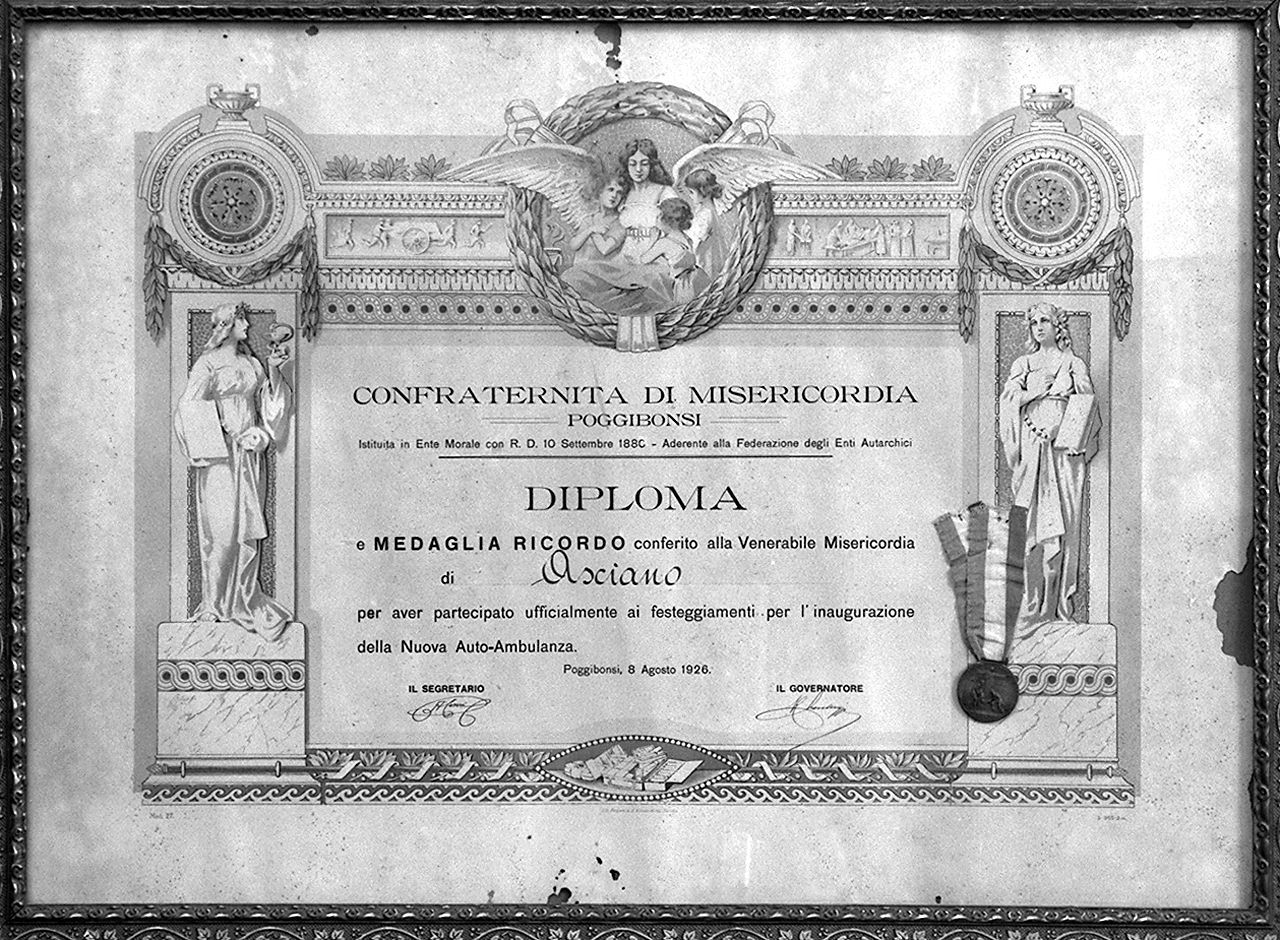 CONFRATERNITA DI MISERICORDIA
POGGIBONSI
Istituita in Ente Morale con R. D. 10 Settembre 1880 - Aderente alla Federazione degli Enti Autarchici
DIPLOMA
e MEDAGLIA RICORDO conferito alla Venerabile Misericordia
di Asciano
per aver partecipato ufficialmente ai festeggiamenti per l'inaugurazione
della Nuova Auto-Ambulanza.
Poggibonsi, 8 Agosto 1926.
IL SEGRETARIO IL GOVERNATORE
Mod. 27.